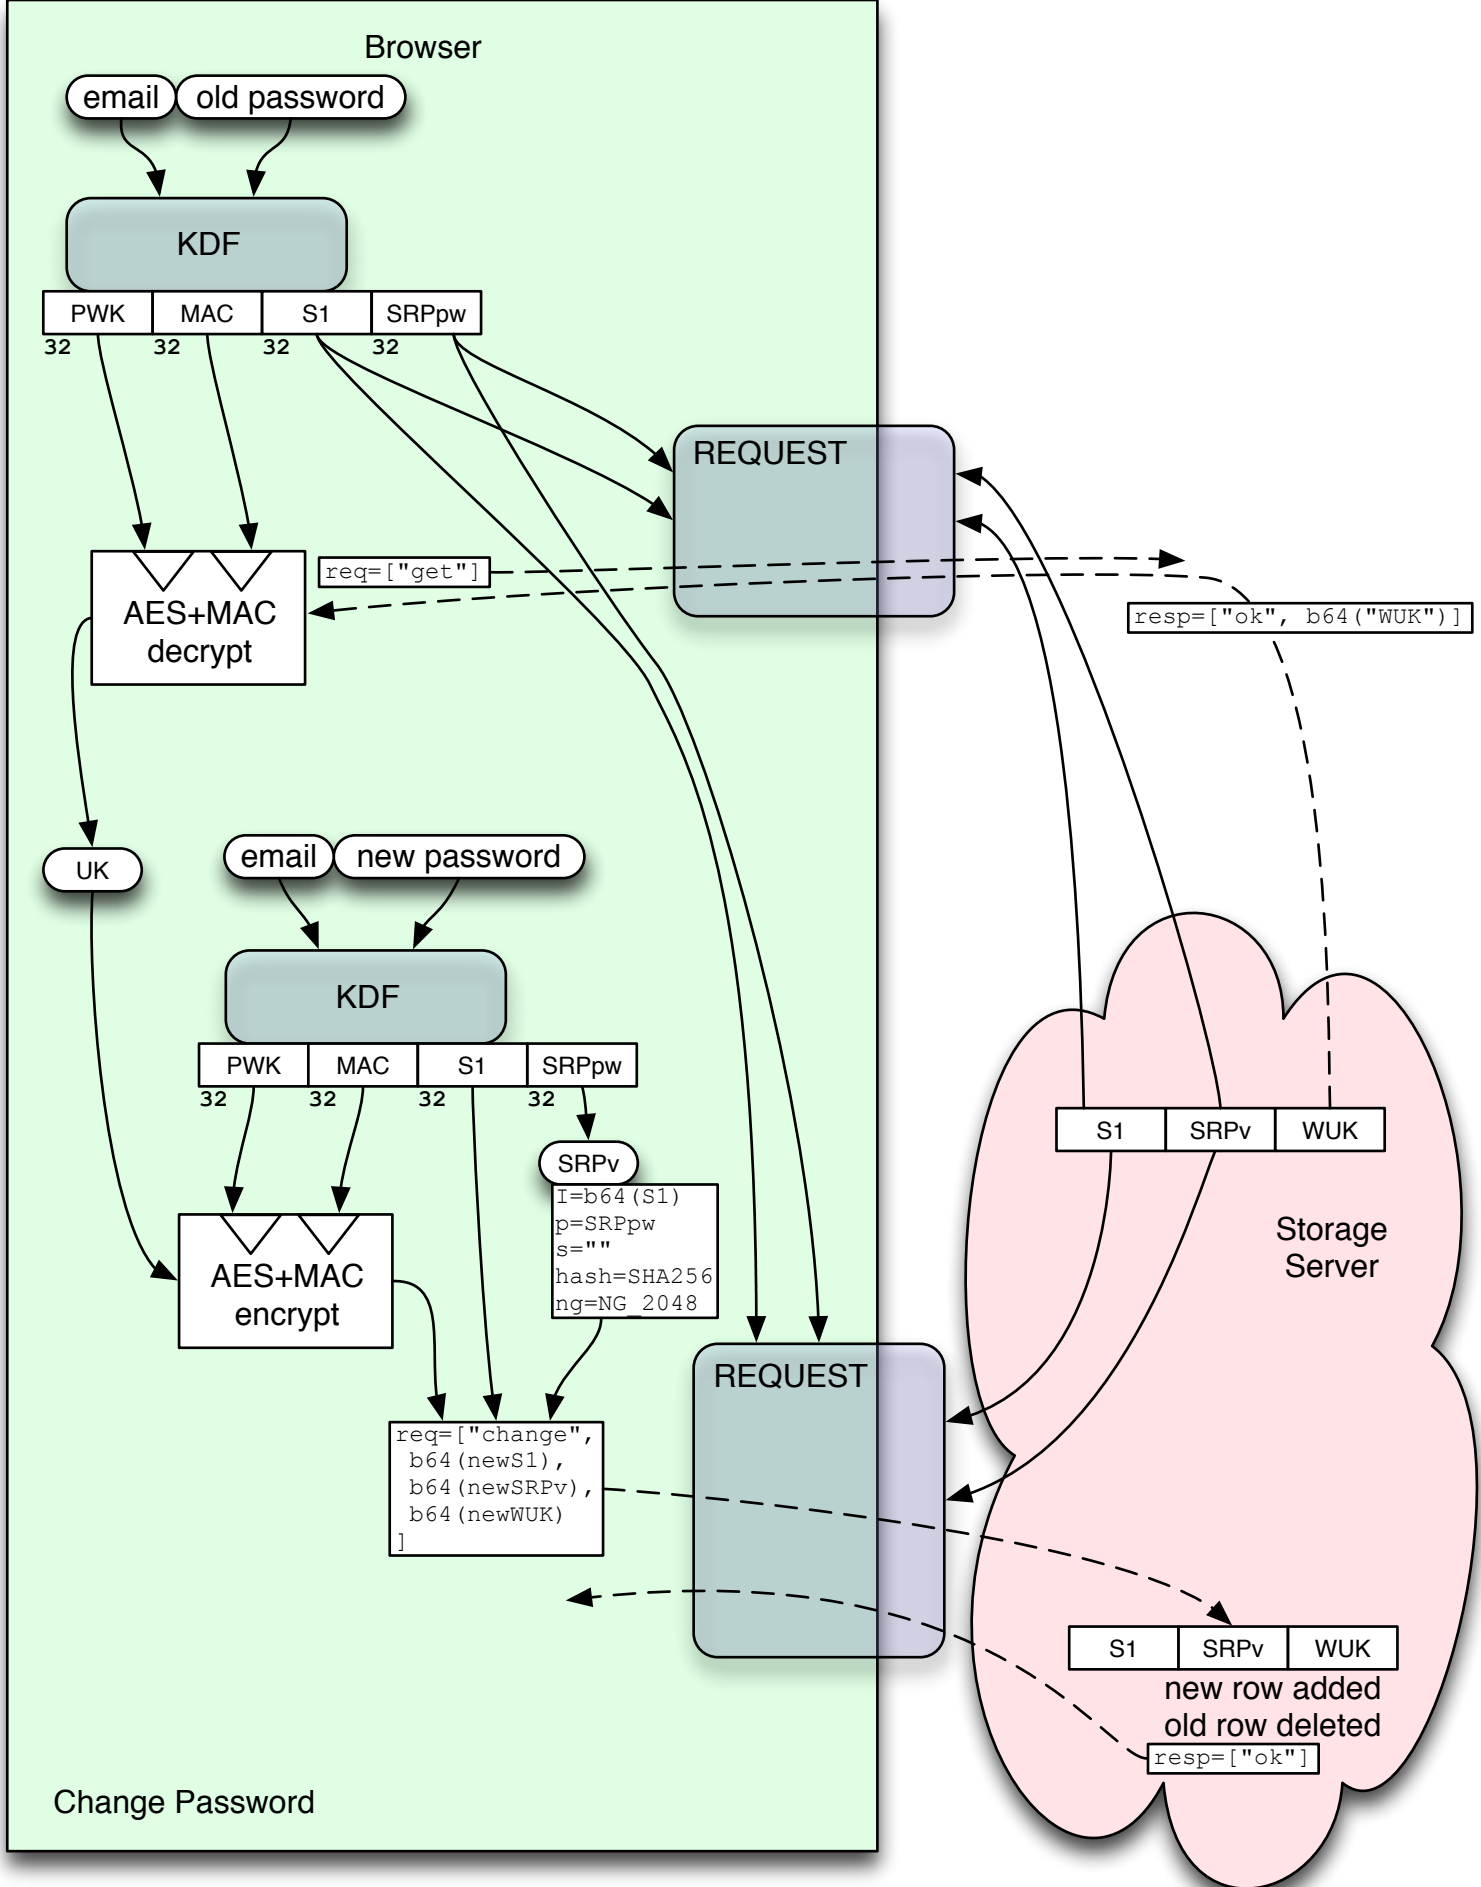 Browser
email
old password
KDF
PWK
MAC
S1
SRPpw
32
32
32
32
REQUEST
req=["get"]
AES+MAC
decrypt
resp=["ok", b64("WUK")]
UK
email
new password
KDF
PWK
MAC
S1
SRPpw
32
32
32
32
S1
SRPv
WUK
SRPv
I=b64(S1)
p=SRPpw
s=""
hash=SHA256
ng=NG_2048
Storage
Server
AES+MAC
encrypt
REQUEST
req=["change",
b64(newS1),
b64(newSRPv),
b64(newWUK)
]
S1
SRPv
WUK
new row added
old row deleted
resp=["ok"]
Change Password